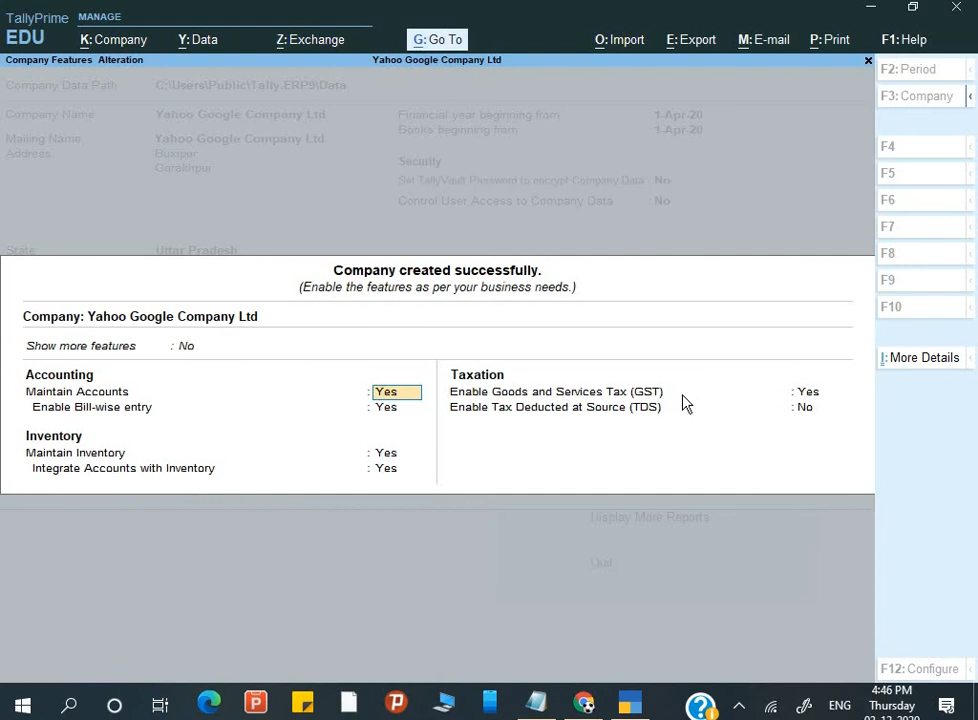 TallyPrime MANAGE
EDU
K: Company Y: Data Z: Exchange G: Go To O: Import E: Export M: E-mail P: Print F1: Help
Company Features Alteration Yahoo Google Company Ltd
F2: Period
Company Data Path : C:\Users\Public\Tally.ERP9\Data
F3: Company
Company Name : Yahoo Google Company Ltd Financial year beginning from : 1-Apr-20
Books beginning from : 1-Apr-20
Mailing Name : Yahoo Google Company Ltd
Address : Buxpur
Gorakhpur
Security
Set TallyVault Password to encrypt Company Data : No
Control User Access to Company Data : No
State : Uttar Pradesh
F4
F5
F6
F7
F8
F9
F10
Company created successfully.
(Enable the features as per your business needs.)
Company: Yahoo Google Company Ltd
Show more features : No
I: More Details
Accounting
Maintain Accounts : Yes
Enable Bill-wise entry : Yes
Inventory
Maintain Inventory : Yes
Integrate Accounts with Inventory : Yes
Taxation
Enable Goods and Services Tax (GST) : Yes
Enable Tax Deducted at Source (TDS) : No
Display More Reports
Quit
F12: Configure
4:46 PM
ENG Thursday
03-12-2020